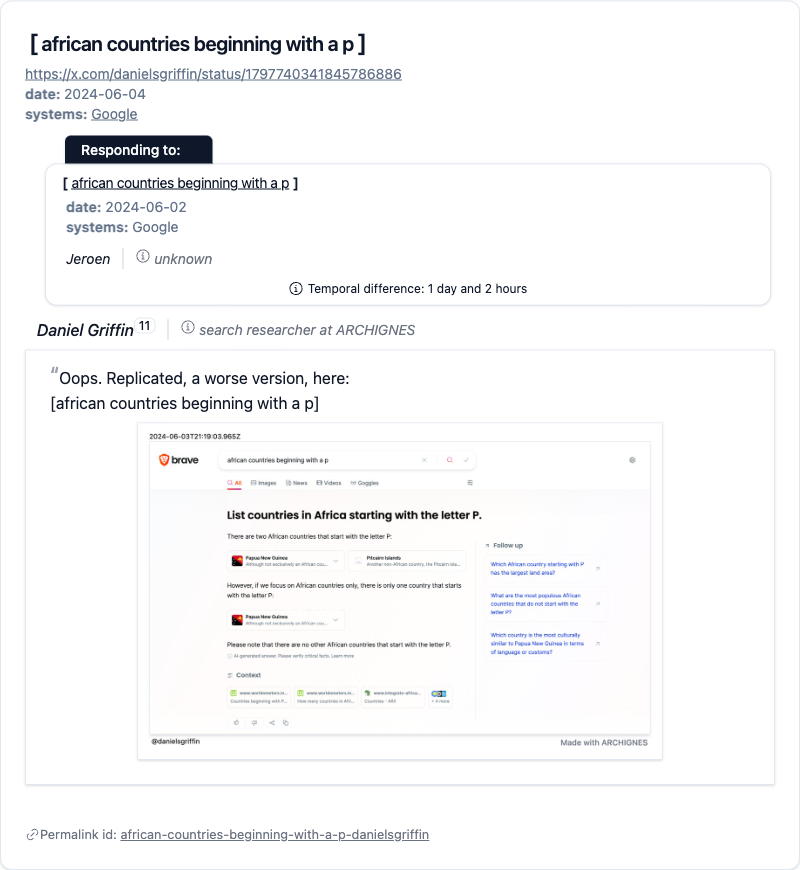 [ african countries beginning with a p ]
https://x.com/danielsgriffin/status/1797740341845786886
date: 2024-06-04
systems: Google
Responding to:
[ african countries beginning with a p ]
date: 2024-06-02
systems: Google
Jeroen unknown
Temporal difference: 1 day and 2 hours
Daniel Griffin 11 search researcher at ARCHIGNES
“Oops. Replicated, a worse version, here:
[african countries beginning with a p]
2024-06-03T21:19:03.965Z
brave african countries beginning with a p
All Images News Videos Goggles
List countries in Africa starting with the letter P.
There are two African countries that start with the letter P:
Papua New Guinea
Although not exclusively an African cou...
Pitcairn Islands
Another non-African country, the Pitcairn Isla...
However, if we focus on African countries only, there is only one country that starts
with the letter P:
Papua New Guinea
Although not exclusively an African cou...
Please note that there are no other African countries that start with the letter P.
AI-generated answer. Please verify critical facts. Learn more
Context
www.worldometers.in...
Countries beginning with P...
www.worldometers.in...
How many countries in Afri...
www.integrate-africa...
Countries - AfrII
+ 4 more
Follow up
Which African country starting with P
has the largest land area?
What are the most populous African
countries that do not start with the
letter P?
Which country is the most culturally
similar to Papua New Guinea in terms
of language or customs?
@danielsgriffin
Made with ARCHIGNES
Permalink id: african-countries-beginning-with-a-p-danielsgriffin